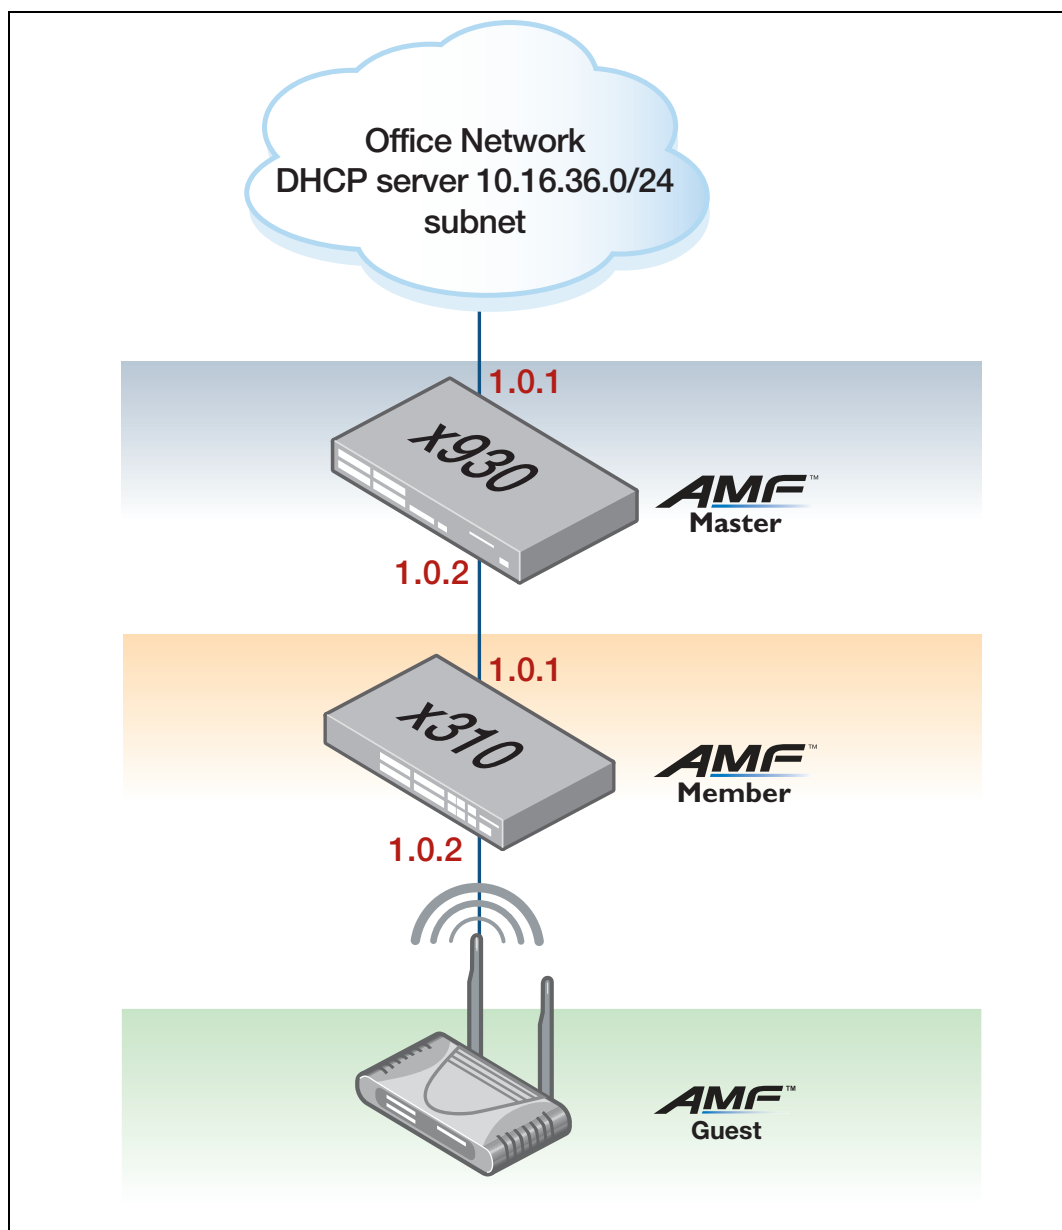 Office Network
DHCP server 10.16.36.0/24
subnet
1.0.1
x930
AMF™
Master
1.0.2
1.0.1
x310
AMF™
Member
1.0.2
AMF™
Guest